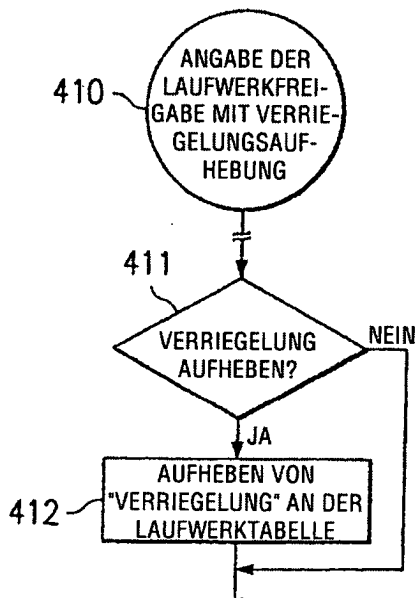 410
ANGABE DER
LAUFWERKFREI-
GABE MIT VERRIE-
GELUNGSAUF-
HEBUNG
411
VERRIEGELUNG
AUFHEBEN?
NEIN
JA
412
AUFHEBEN VON
"VERRIEGELUNG" AN DER
LAUFWERKTABELLE